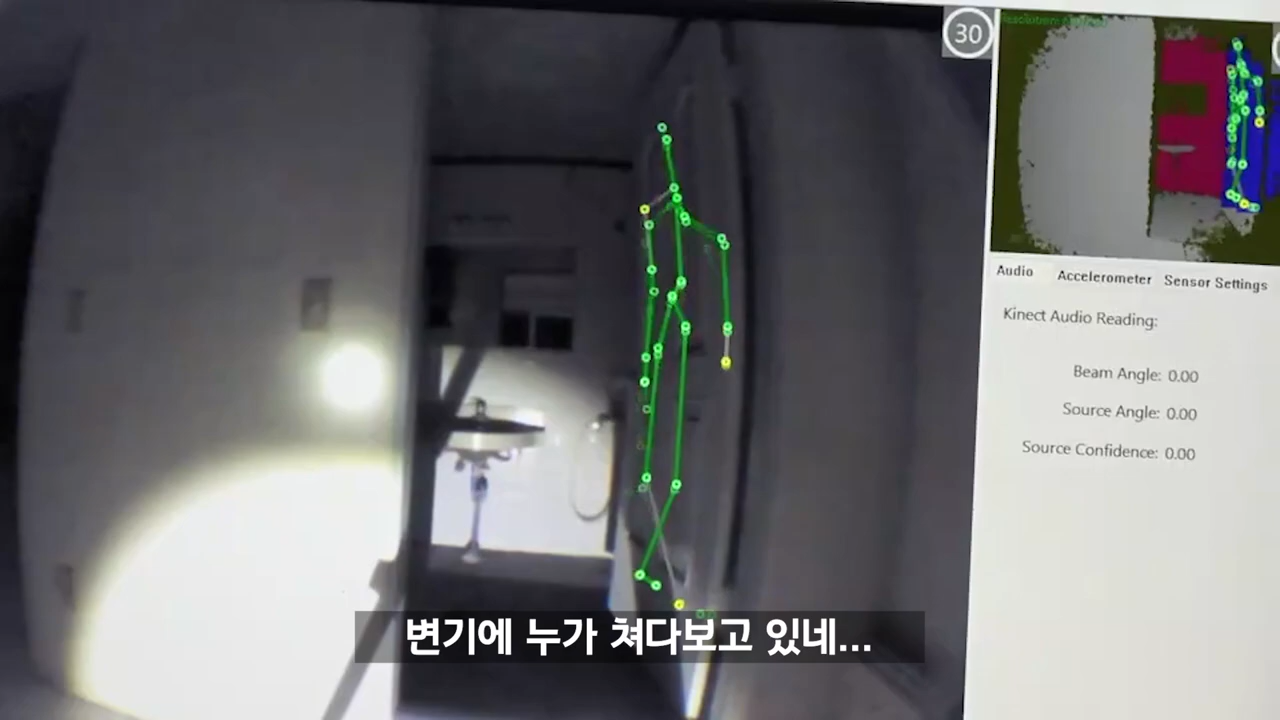 30
Audio
Accelerometer
Sensor Settings
Kinect Audio Reading:
Beam Angle: 0.00
Source Angle: 0.00
Source Confidence: 0.00
변기에 누가 쳐다보고 있네...